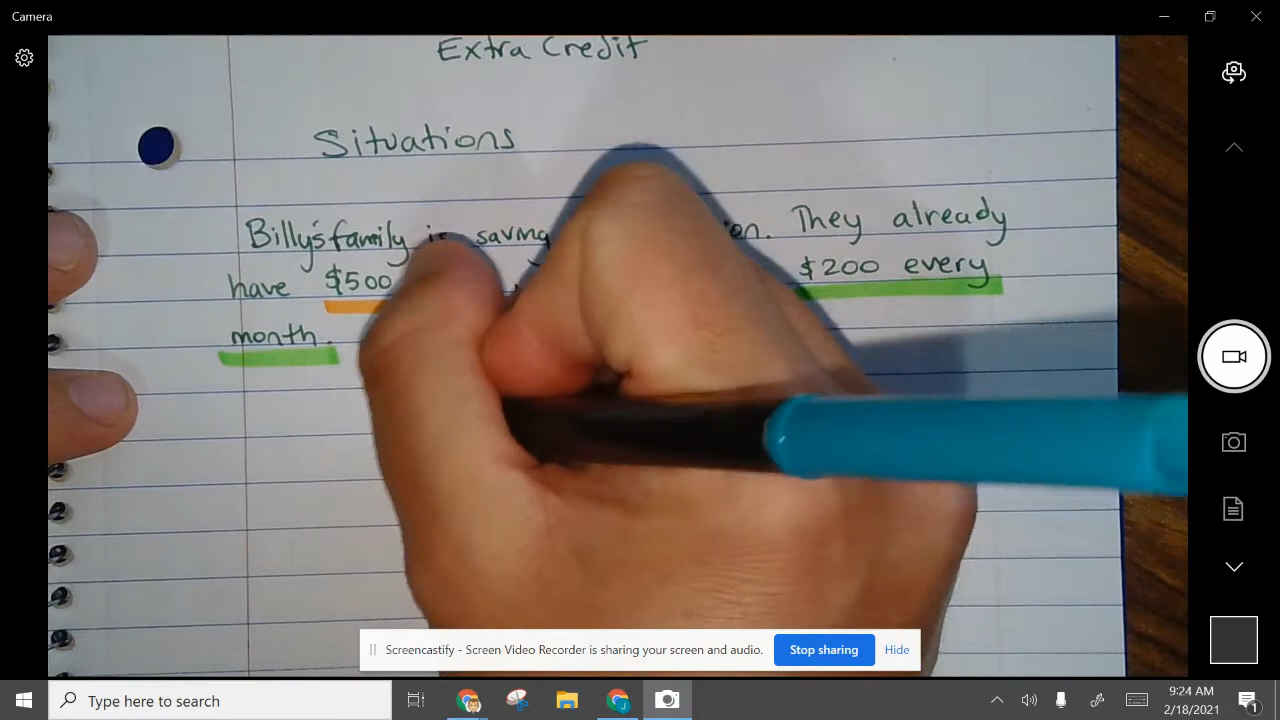 Camera
Extra Credit
Situations
Billy's family is saving They already
have $500 $200 every
month.
Screencastify - Screen Video Recorder is sharing your screen and audio. Stop sharing Hide
Type here to search
9:24 AM
2/18/2021
1